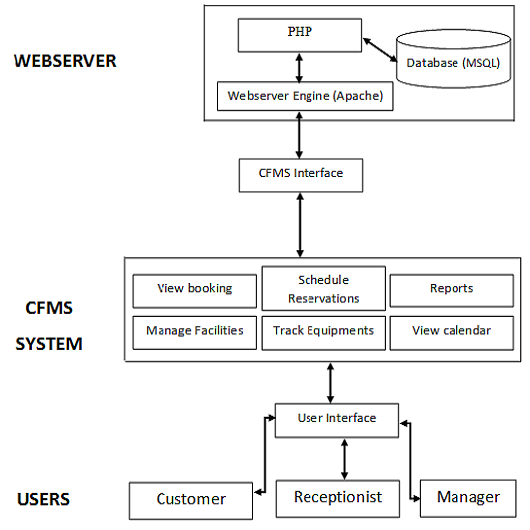 PHP
WEBSERVER
Database (MSQL)
Webserver Engine (Apache)
CFMS Interface
View booking
Schedule
Reservations
Reports
CFMS
SYSTEM
Manage Facilities
Track Equipments
View calendar
User Interface
USERS
Customer
Receptionist
Manager